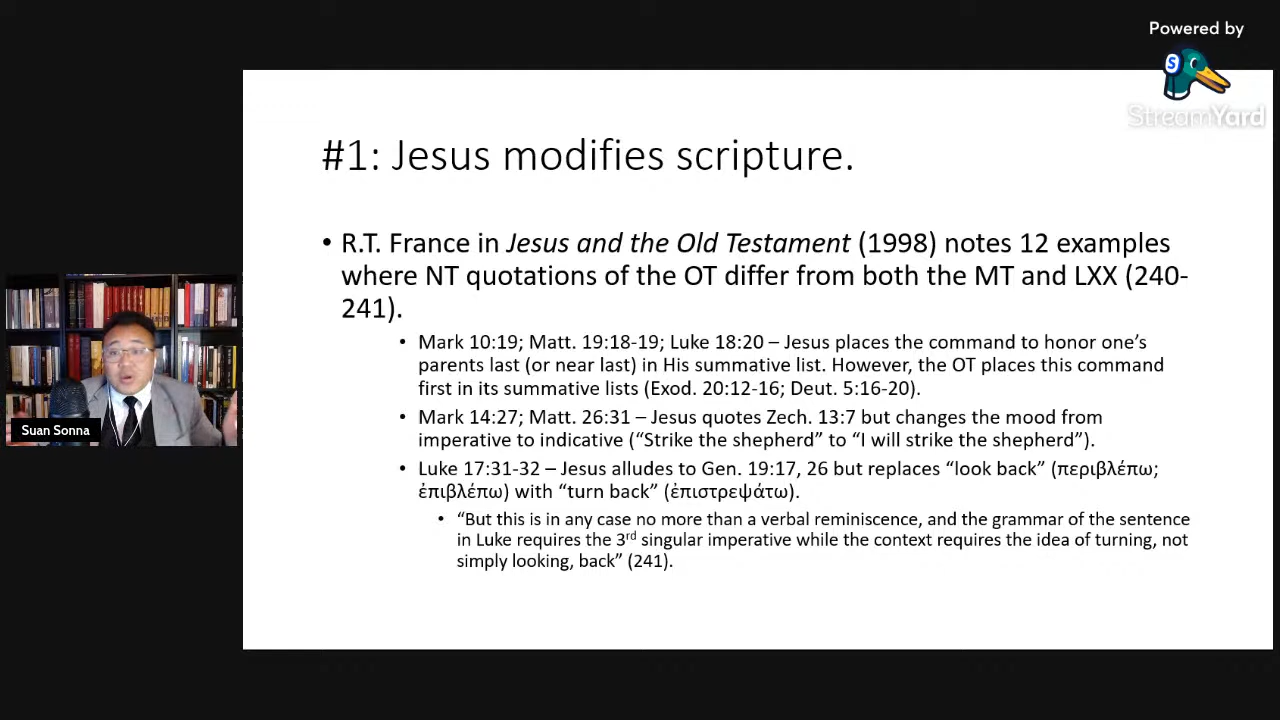 Powered by
S
StreamYard
#1: Jesus modifies scripture.
• R.T. France in Jesus and the Old Testament (1998) notes 12 examples
where NT quotations of the OT differ from both the MT and LXX (240-
241).
• Mark 10:19; Matt. 19:18-19; Luke 18:20 – Jesus places the command to honor one’s
parents last (or near last) in His summative list. However, the OT places this command
first in its summative lists (Exod. 20:12-16; Deut. 5:16-20).
• Mark 14:27; Matt. 26:31 – Jesus quotes Zech. 13:7 but changes the mood from
imperative to indicative (“Strike the shepherd” to “I will strike the shepherd”).
• Luke 17:31-32 – Jesus alludes to Gen. 19:17, 26 but replaces “look back” (περιβλέπω;
ἐπιβλέπω) with “turn back” (ἐπιστρεψάτω).
• “But this is in any case no more than a verbal reminiscence, and the grammar of the sentence
in Luke requires the 3rd singular imperative while the context requires the idea of turning, not
simply looking, back” (241).
Suan Sonna